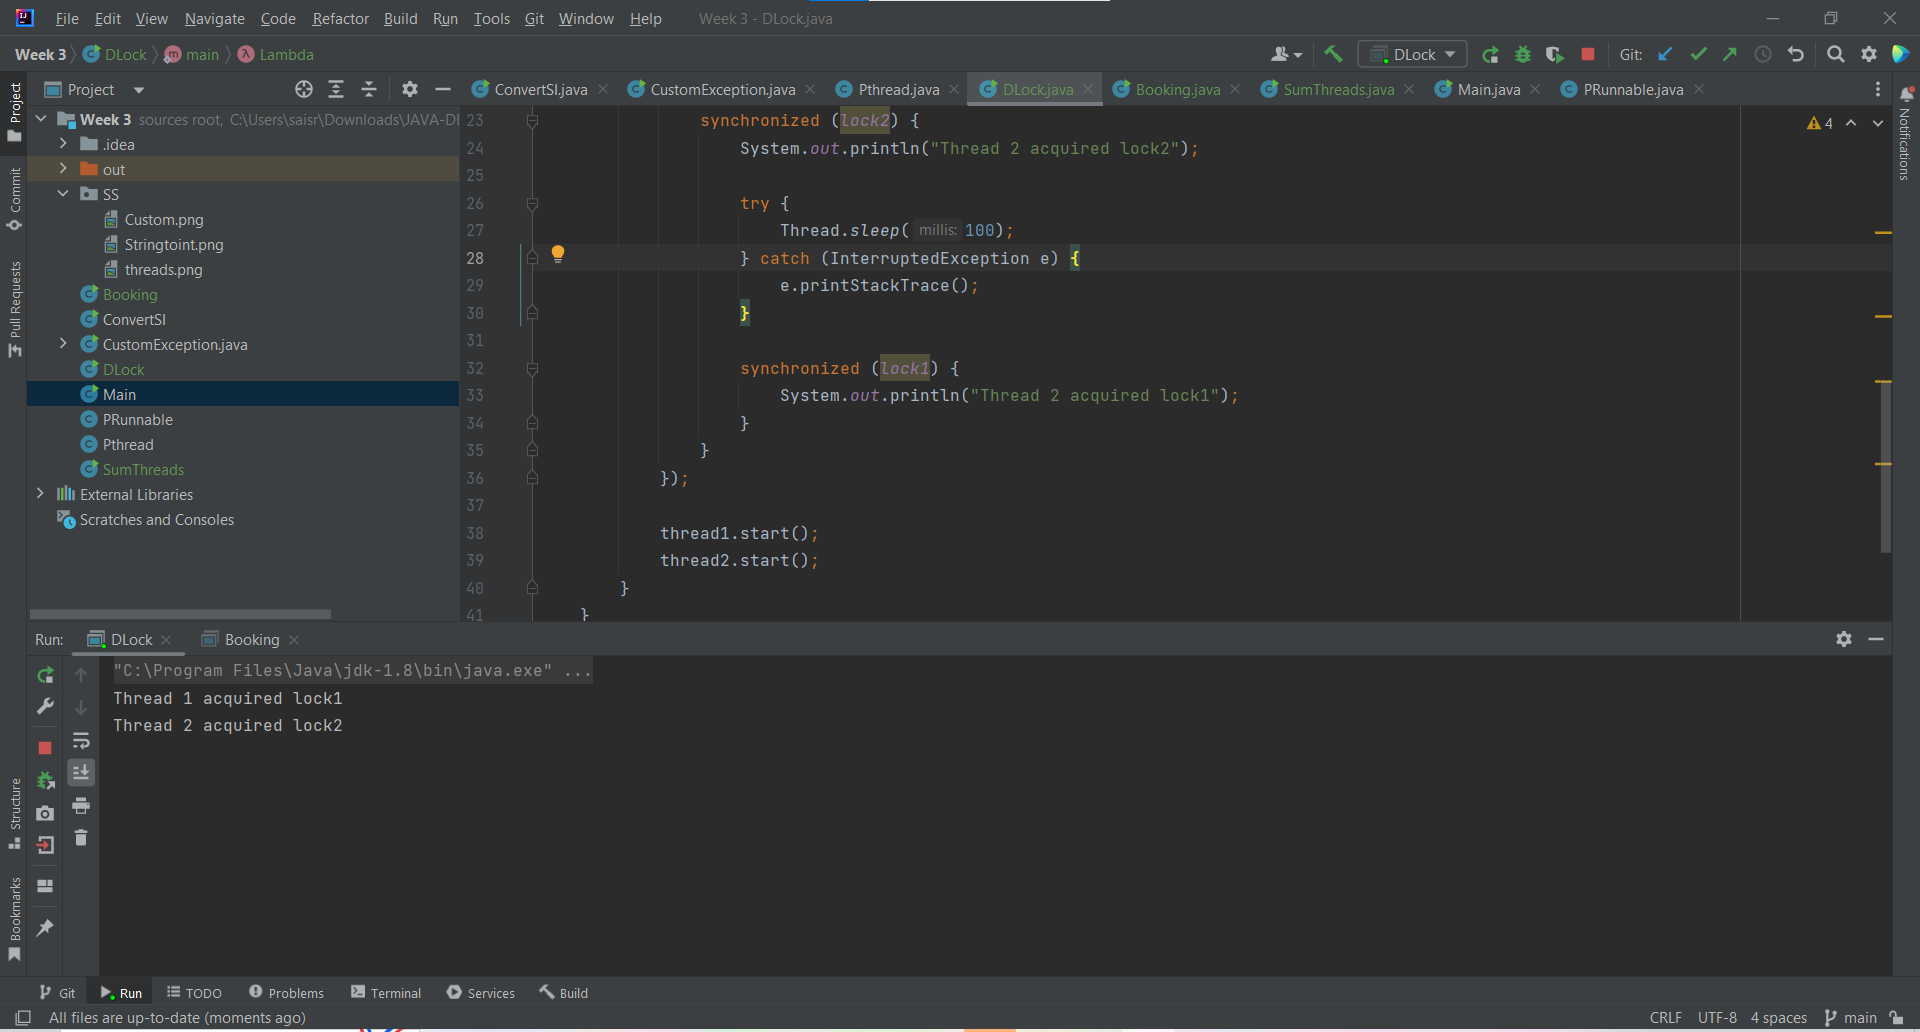 File Edit View Navigate Code Refactor Build Run Tools Git Window Help Week 3 - DLock.java
Week 3 DLock main Lambda DLock Git:
Project ConvertSI.java CustomException.java Pthread.java DLock.java Booking.java SumThreads.java Main.java PRunnable.java
Project
Commit
Pull Requests
Structure
Bookmarks
Notifications
Week 3 sources root, C:\Users\saisr\Downloads\JAVA-DI
.idea
out
SS
Custom.png
Stringtoint.png
threads.png
Booking
ConvertSI
CustomException.java
DLock
Main
PRunnable
Pthread
SumThreads
External Libraries
Scratches and Consoles
4
23 synchronized (lock2) {
24 System.out.println("Thread 2 acquired lock2");
25
26 try {
27 Thread.sleep( millis: 100);
28 } catch (InterruptedException e) {
29 e.printStackTrace();
30 }
31
32 synchronized (lock1) {
33 System.out.println("Thread 2 acquired lock1");
34 }
35 }
36 });
37
38 thread1.start();
39 thread2.start();
40 }
41 }
Run: DLock Booking
"C:\Program Files\Java\jdk-1.8\bin\java.exe" ...
Thread 1 acquired lock1
Thread 2 acquired lock2
Git Run TODO Problems Terminal Services Build
All files are up-to-date (moments ago) CRLF UTF-8 4 spaces main